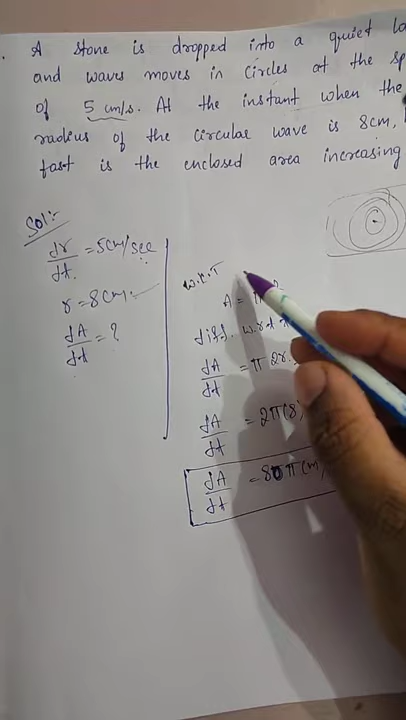 A stone is dropped into a quiet
and waves moves in circles at the
of 5 cm/s. At the instant when the
radius of the circular wave is 8cm,
fast is the enclosed area increasing
Sol:-
dr/dt = 5cm/sec
r = 8cm.
dA/dt = ?
W.K.T
A =
diff. w.r.t
dA/dt = π 2r.
dA/dt = 2π(8)
dA/dt = 80π cm